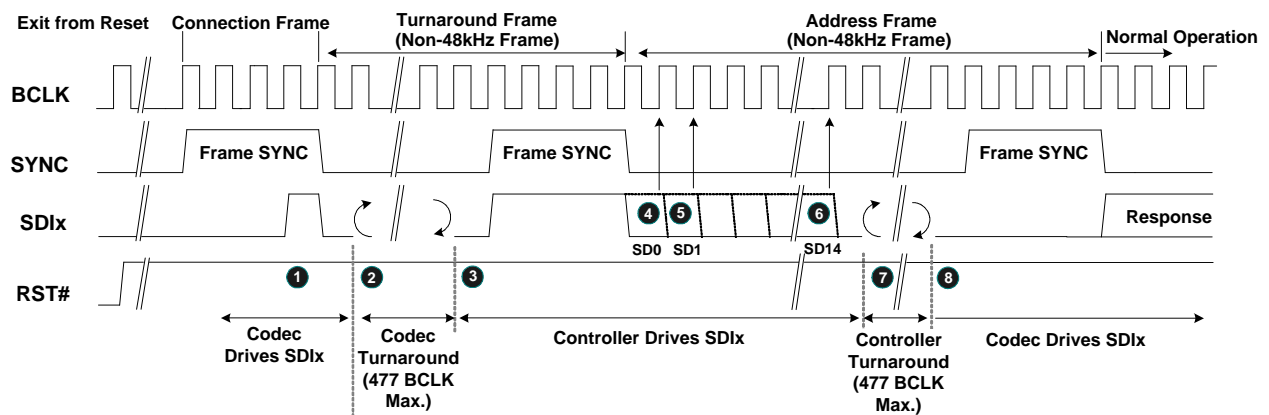 Exit from Reset
Connection Frame
Turnaround Frame
(Non-48kHz Frame)
Address Frame
(Non-48kHz Frame)
Normal Operation
BCLK
SYNC
Frame SYNC
Frame SYNC
Frame SYNC
SDIx
4
5
6
Response
SD0
SD1
SD14
RST#
1
2
3
7
8
Codec
Drives SDIx
Codec
Turnaround
(477 BCLK
Max.)
Controller Drives SDIx
Controller
Turnaround
(477 BCLK
Max.)
Codec Drives SDIx